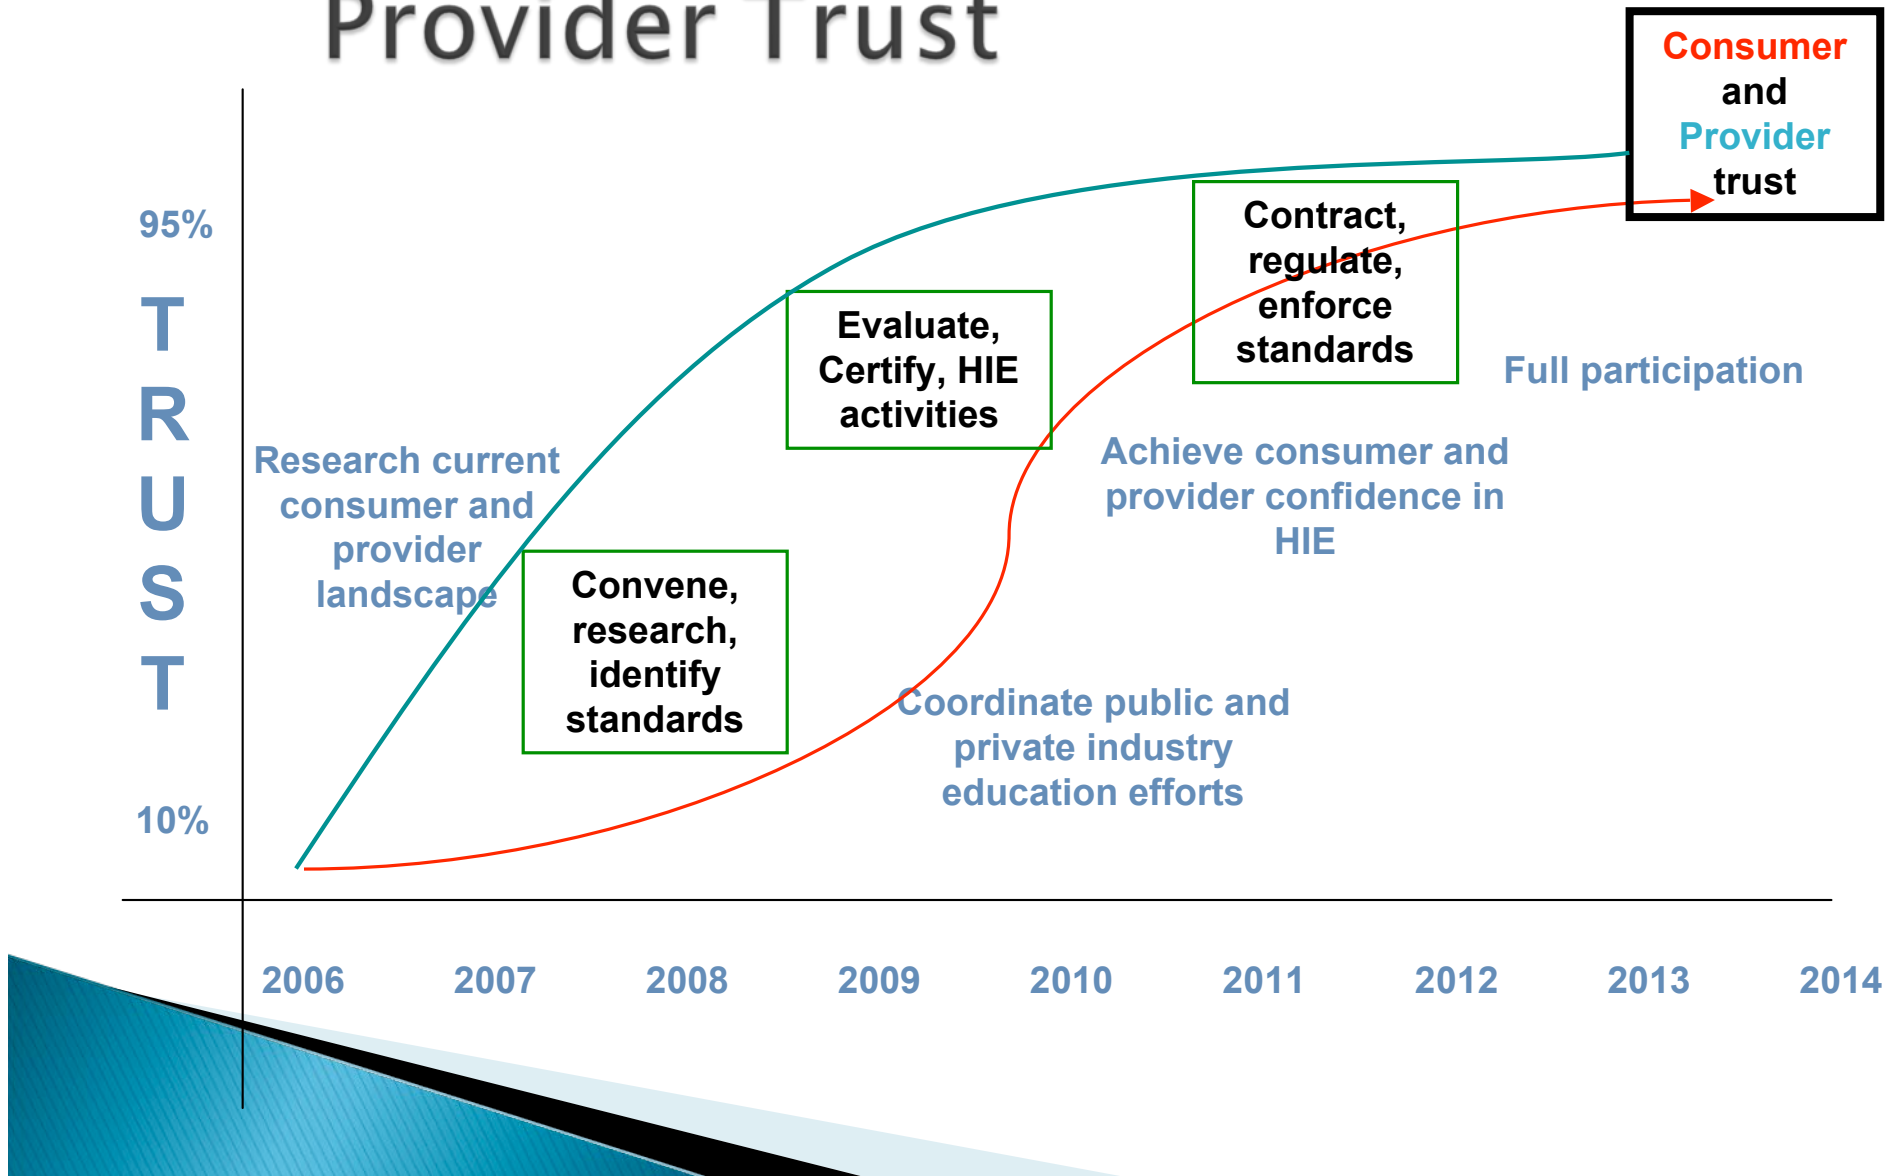 Provider Trust
Consumer
and
Provider
trust
95%
T
R
U
S
T
10%
Contract,
regulate,
enforce
standards
Evaluate,
Certify, HIE
activities
Full participation
Research current
consumer and
provider
landscape
Achieve consumer and
provider confidence in
HIE
Convene,
research,
identify
standards
Coordinate public and
private industry
education efforts
2006 2007 2008 2009 2010 2011 2012 2013 2014